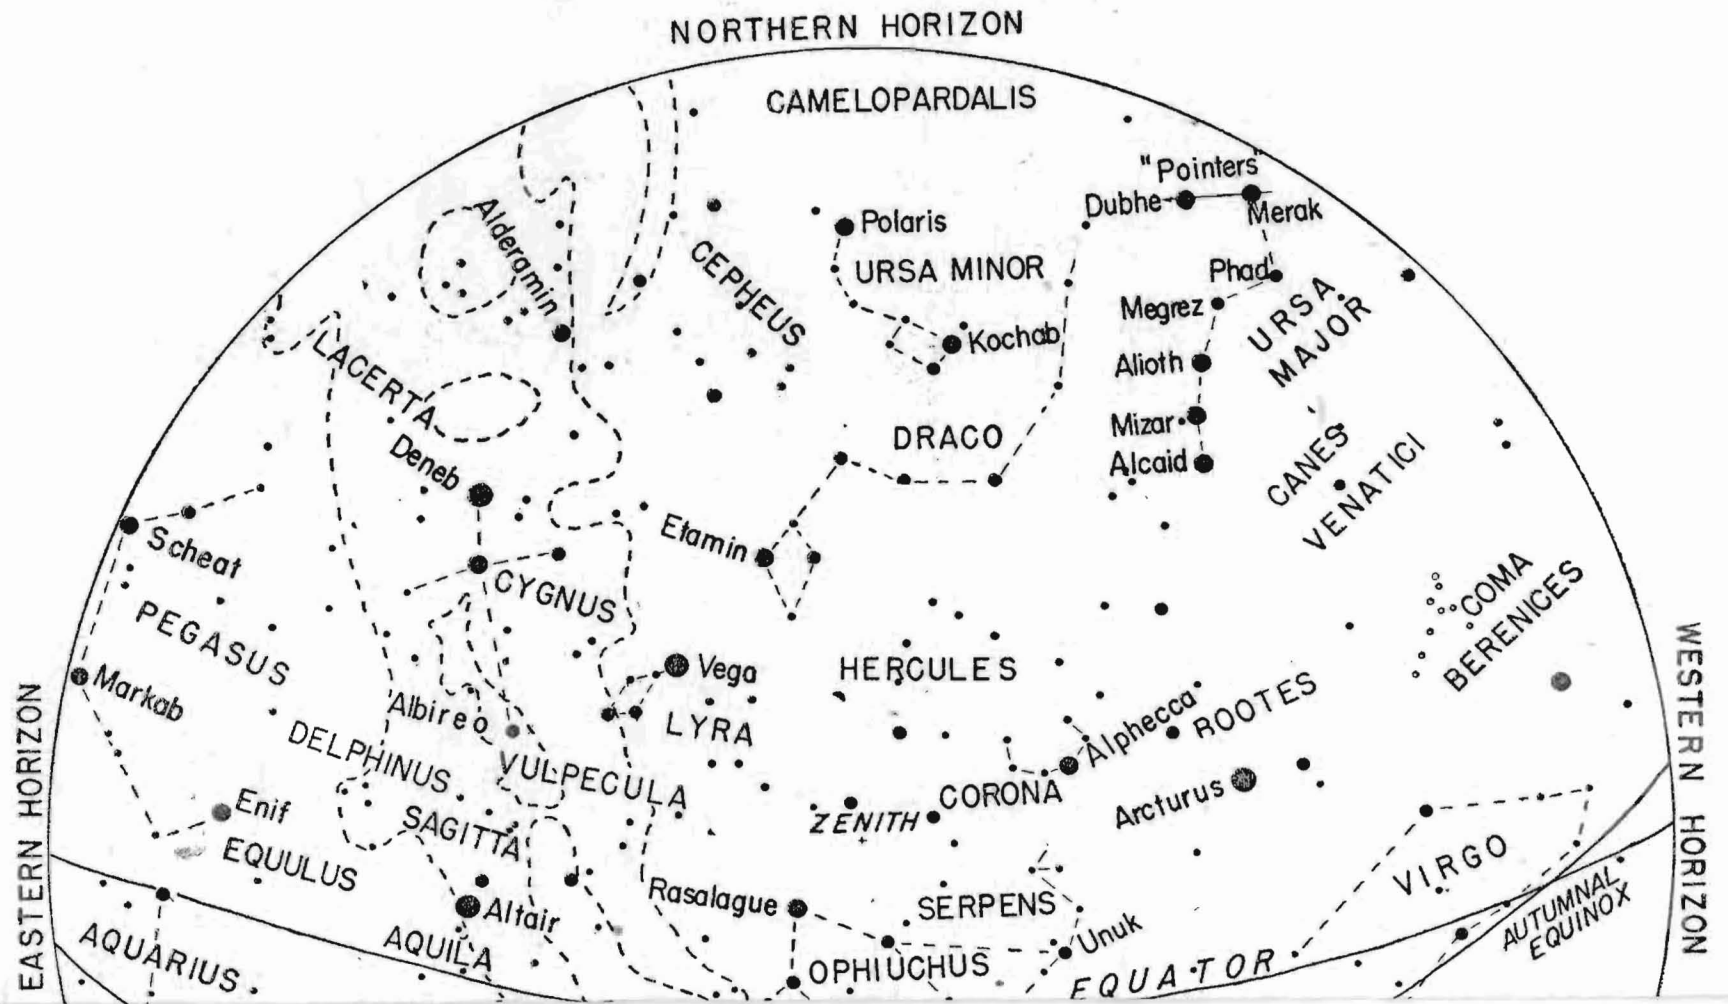 NORTHERN HORIZON
CAMELOPARDALIS
"Pointers"
Dubhe
Merak
Alderamin
Polaris
CEPHEUS
URSA MINOR
Phad
Megrez
URSA
MAJOR
Kochab
Alioth
LACERTA
Mizar
DRACO
Alcaid
CANES
VENATICI
Deneb
Etamin
Scheat
CYGNUS
COMA
BERENICES
PEGASUS
Vega
HERCULES
Markab
Albireo
LYRA
Alphecca
ROOTES
DELPHINUS
VULPECULA
CORONA
Arcturus
Enif
SAGITTA
ZENITH
EQUULUS
VIRGO
Rasalague
SERPENS
Altair
Unuk
AUTUMNAL
EQUINOX
AQUARIUS
AQUILA
OPHIUCHUS
EQUATOR
EASTERN HORIZON
WESTERN HORIZON